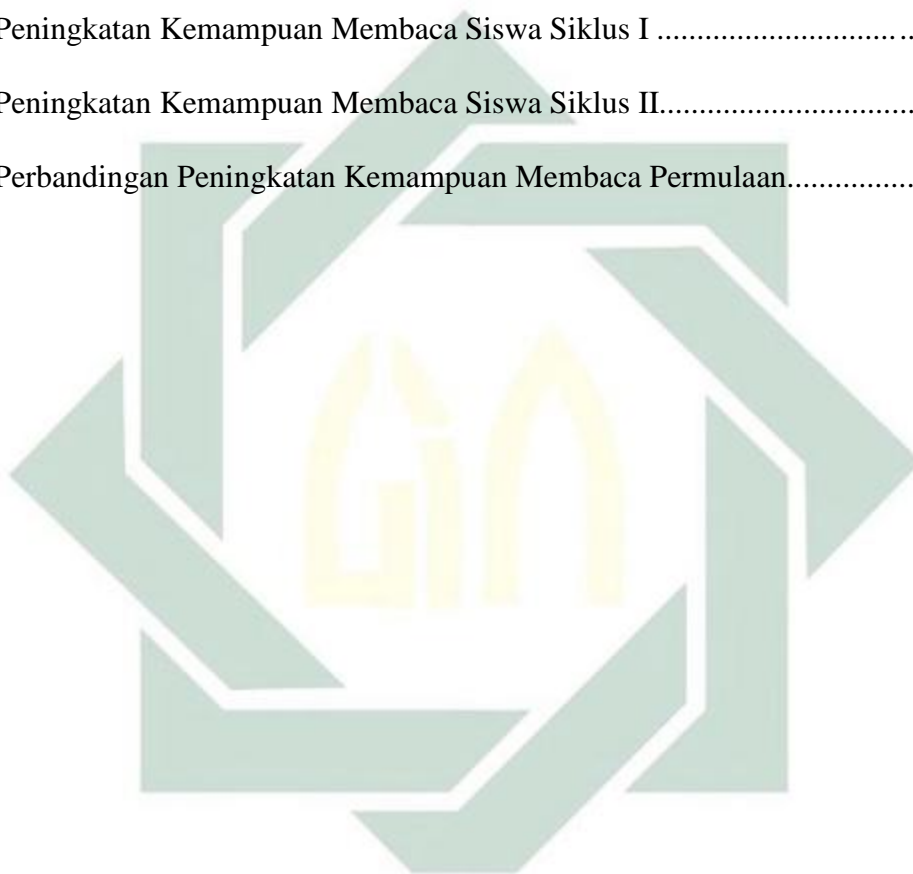 Peningkatan Kemampuan Membaca Siswa Siklus I ...............................
Peningkatan Kemampuan Membaca Siswa Siklus II...............................
Perbandingan Peningkatan Kemampuan Membaca Permulaan................